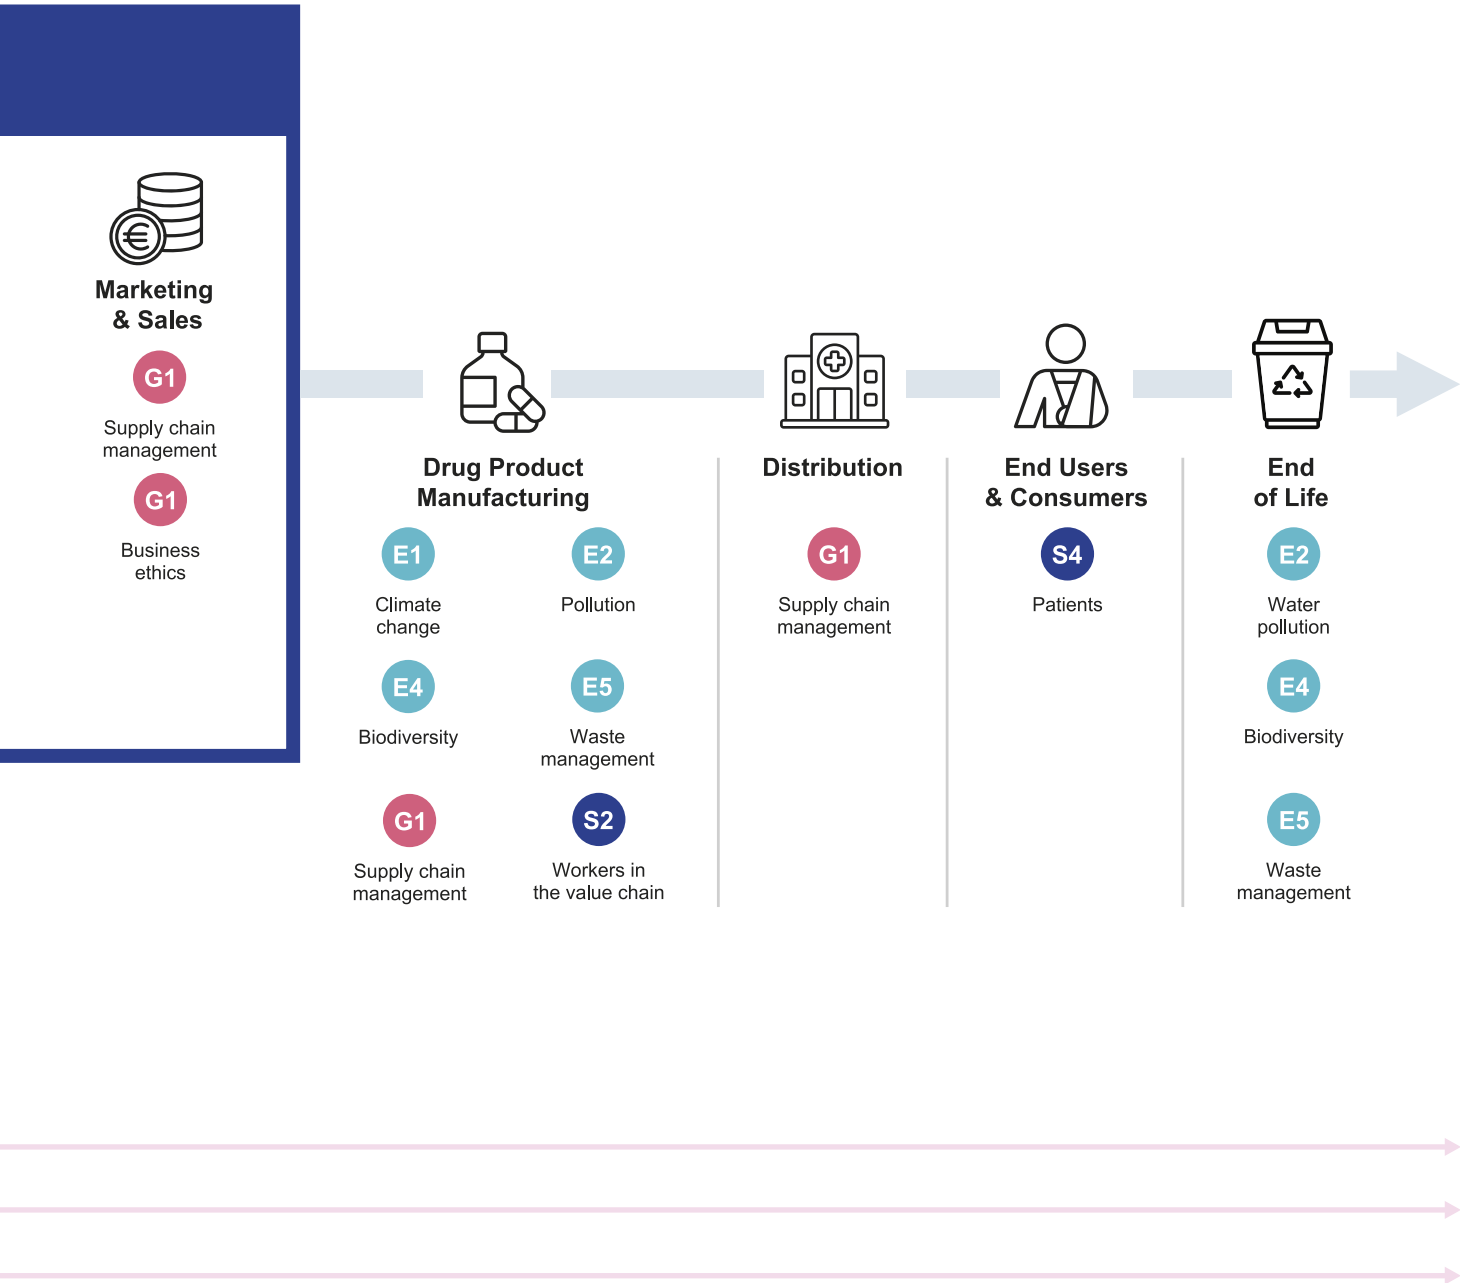 Marketing
& Sales
G1
Supply chain
management
G1
Business
ethics
Drug Product
Manufacturing
E1
Climate
change
E2
Pollution
E4
Biodiversity
E5
Waste
management
G1
Supply chain
management
S2
Workers in
the value chain
Distribution
G1
Supply chain
management
End Users
& Consumers
S4
Patients
End
of Life
E2
Water
pollution
E4
Biodiversity
E5
Waste
management